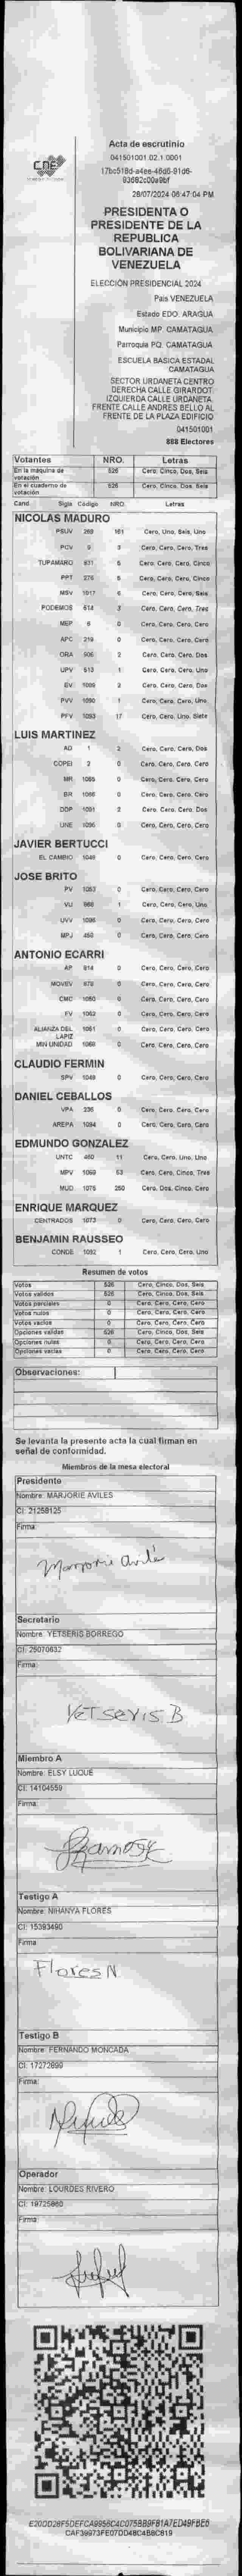 CNE
Acta de escrutinio
041501001.02.1.0001
28/07/2024 06:47:04 PM
PRESIDENTA O
PRESIDENTE DE LA
REPUBLICA
BOLIVARIANA DE
VENEZUELA
ELECCIÓN PRESIDENCIAL 2024
País VENEZUELA
Estado EDO. ARAGUA
Municipio MP. CAMATAGUA
Parroquia PQ. CAMATAGUA
ESCUELA BASICA ESTADAL
CAMATAGUA
SECTOR URDANETA CENTRO
DERECHA CALLE GIRARDOT.
IZQUIERDA CALLE URDANETA.
FRENTE CALLE ANDRES BELLO AL
FRENTE DE LA PLAZA EDIFICIO
041501001
888 Electores
Votantes NRO. Letras
En la máquina de votación 526 Cero, Cinco, Dos, Seis
En el cuaderno de votación 526 Cero, Cinco, Dos, Seis
Cand Sigla Código NRO. Letras
NICOLAS MADURO
PSUV 269 161 Cero, Uno, Seis, Uno
PCV 9 3 Cero, Cero, Cero, Tres
TUPAMARO 631 5 Cero, Cero, Cero, Cinco
PPT 276 5 Cero, Cero, Cero, Cinco
MSV 1017 6 Cero, Cero, Cero, Seis
PODEMOS 614 3 Cero, Cero, Cero, Tres
MEP 6 0 Cero, Cero, Cero, Cero
APC 219 0 Cero, Cero, Cero, Cero
ORA 906 2 Cero, Cero, Cero, Dos
UPV 513 1 Cero, Cero, Cero, Uno
EV 1009 2 Cero, Cero, Cero, Dos
PVV 1050 1 Cero, Cero, Cero, Uno
PFV 1093 17 Cero, Cero, Uno, Siete
LUIS MARTINEZ
AD 1 2 Cero, Cero, Cero, Dos
COPEI 2 0 Cero, Cero, Cero, Cero
MR 1065 0 Cero, Cero, Cero, Cero
BR 1066 0 Cero, Cero, Cero, Cero
DDP 1091 2 Cero, Cero, Cero, Dos
UNE 1096 0 Cero, Cero, Cero, Cero
JAVIER BERTUCCI
EL CAMBIO 1046 0 Cero, Cero, Cero, Cero
JOSE BRITO
PV 1063 0 Cero, Cero, Cero, Cero
VU 968 1 Cero, Cero, Cero, Uno
UVV 0 Cero, Cero, Cero, Cero
MPJ 0 Cero, Cero, Cero, Cero
ANTONIO ECARRI
AP 814 0 Cero, Cero, Cero, Cero
MOVEV 870 0 Cero, Cero, Cero, Cero
CMC 1060 0 Cero, Cero, Cero, Cero
FV 1062 0 Cero, Cero, Cero, Cero
ALIANZA DEL LAPIZ 1061 0 Cero, Cero, Cero, Cero
MIN UNIDAD 1068 0 Cero, Cero, Cero, Cero
CLAUDIO FERMIN
SPV 1049 0 Cero, Cero, Cero, Cero
DANIEL CEBALLOS
VPA 236 0 Cero, Cero, Cero, Cero
AREPA 1094 0 Cero, Cero, Cero, Cero
EDMUNDO GONZALEZ
UNTC 460 11 Cero, Cero, Uno, Uno
MPV 1069 53 Cero, Cero, Cinco, Tres
MUD 1075 250 Cero, Dos, Cinco, Cero
ENRIQUE MARQUEZ
CENTRADOS 1073 0 Cero, Cero, Cero, Cero
BENJAMIN RAUSSEO
CONDE 1092 1 Cero, Cero, Cero, Uno
Resumen de votos
Votos 526 Cero, Cinco, Dos, Seis
Votos validos 526 Cero, Cinco, Dos, Seis
Votos parciales 0 Cero, Cero, Cero, Cero
Votos nulos 0 Cero, Cero, Cero, Cero
Votos vacios 0 Cero, Cero, Cero, Cero
Opciones validas 526 Cero, Cinco, Dos, Seis
Opciones nulas 0 Cero, Cero, Cero, Cero
Opciones vacias 0 Cero, Cero, Cero, Cero
Observaciones:
Se levanta la presente acta la cual firman en
señal de conformidad.
Miembros de la mesa electoral
Presidente
Nombre: MARJORIE AVILES
CI: 21258125
Firma:
Marjorie Avilé
Secretario
Nombre: YETSERIS BORREGO
CI: 25070632
Firma:
YETSERIS B
Miembro A
Nombre: ELSY LUQUE
CI: 14104559
Firma:
Testigo A
Nombre: NIHANYA FLORES
CI: 15393490
Firma:
Flores N
Testigo B
Nombre: FERNANDO MONCADA
CI: 17272699
Firma:
Operador
Nombre: LOURDES RIVERO
CI: 19725860
Firma: